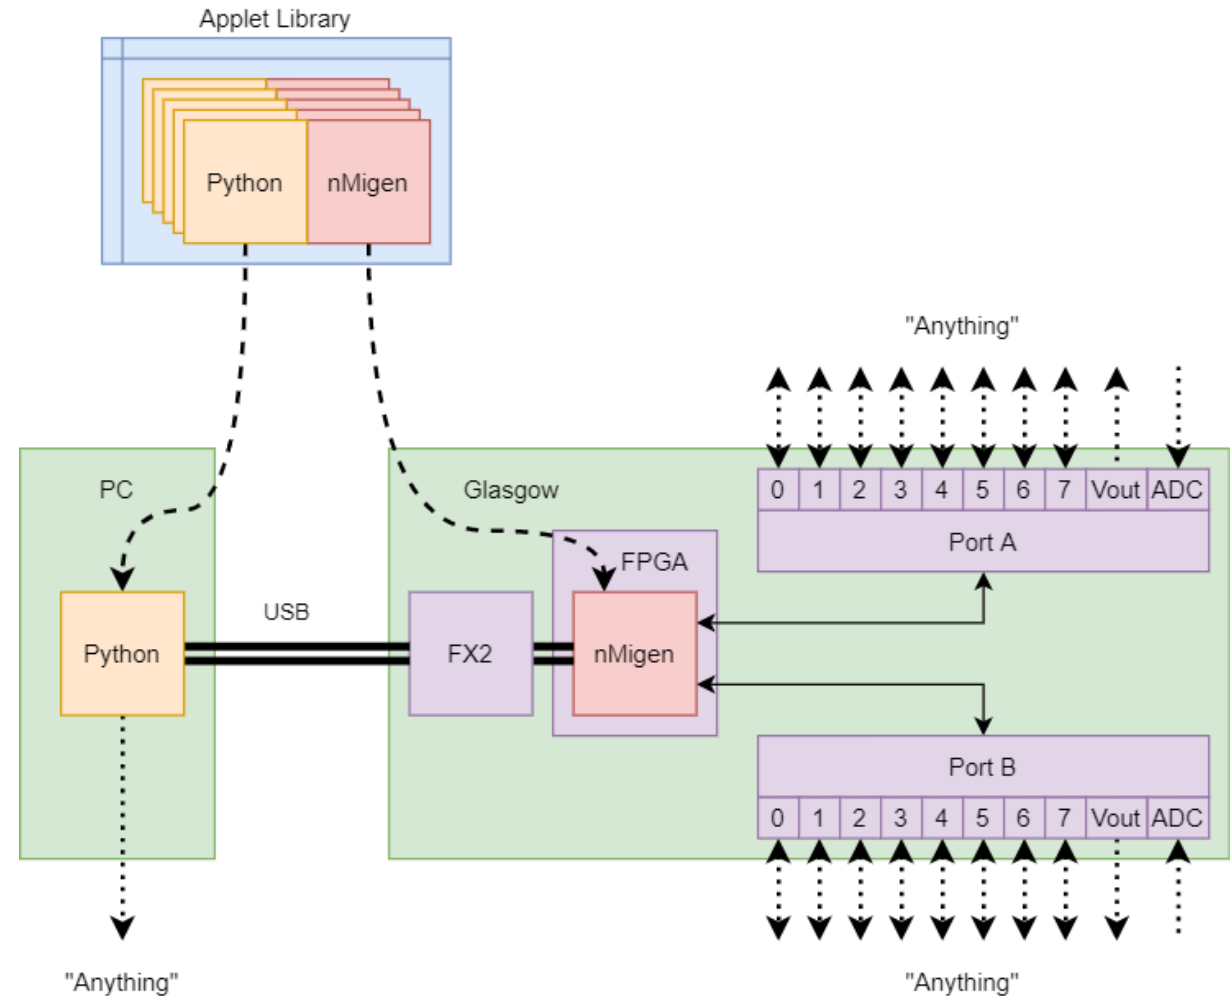 Applet Library
Python nMigen
"Anything"
PC
Glasgow
0 1 2 3 4 5 6 7 Vout ADC
Port A
FPGA
USB
Python
FX2
nMigen
Port B
0 1 2 3 4 5 6 7 Vout ADC
"Anything"
"Anything"